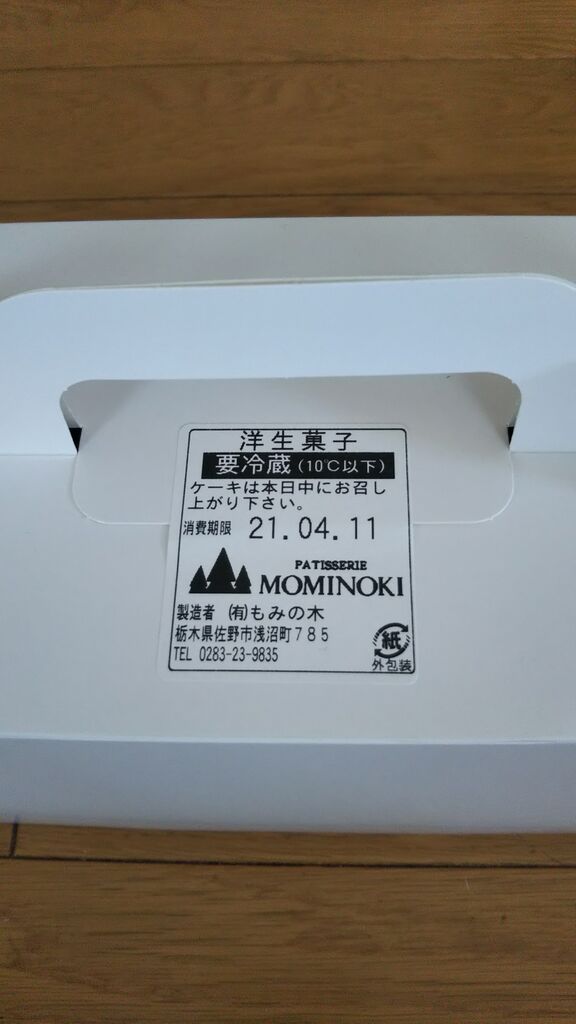 洋生菓子
要冷蔵(10℃以下)
ケーキは本日中にお召し
上がり下さい。
消費期限 21.04.11
PATISSERIE
MOMINOKI
製造者 (有)もみの木
栃木県佐野市浅沼町785
TEL 0283-23-9835
紙
外包装